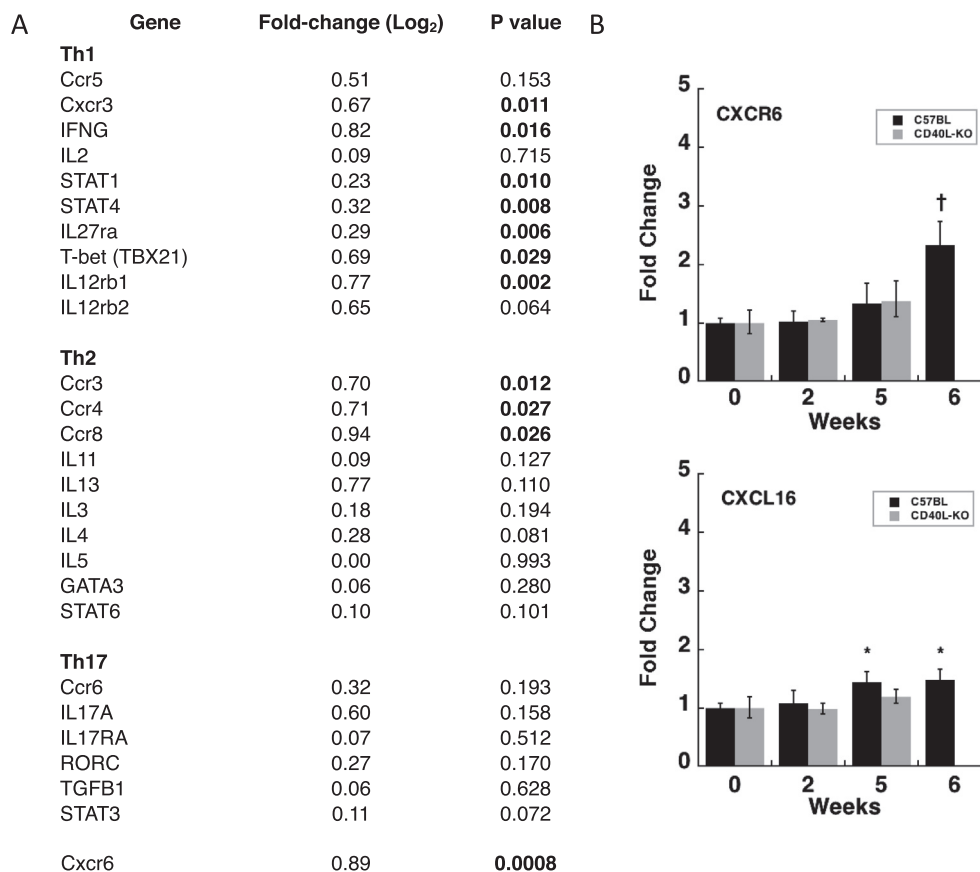 A
Gene Fold-change (Log₂) P value
Th1
Ccr5 0.51 0.153
Cxcr3 0.67 0.011
IFNG 0.82 0.016
IL2 0.09 0.715
STAT1 0.23 0.010
STAT4 0.32 0.008
IL27ra 0.29 0.006
T-bet (TBX21) 0.69 0.029
IL12rb1 0.77 0.002
IL12rb2 0.65 0.064
Th2
Ccr3 0.70 0.012
Ccr4 0.71 0.027
Ccr8 0.94 0.026
IL11 0.09 0.127
IL13 0.77 0.110
IL3 0.18 0.194
IL4 0.28 0.081
IL5 0.00 0.993
GATA3 0.06 0.280
STAT6 0.10 0.101
Th17
Ccr6 0.32 0.193
IL17A 0.60 0.158
IL17RA 0.07 0.512
RORC 0.27 0.170
TGFB1 0.06 0.628
STAT3 0.11 0.072
Cxcr6 0.89 0.0008
B
CXCR6
C57BL
CD40L-KO
Fold Change
5
4
3
2
1
0
†
0 2 5 6
Weeks
CXCL16
C57BL
CD40L-KO
Fold Change
5
4
3
2
1
0
* *
0 2 5 6
Weeks